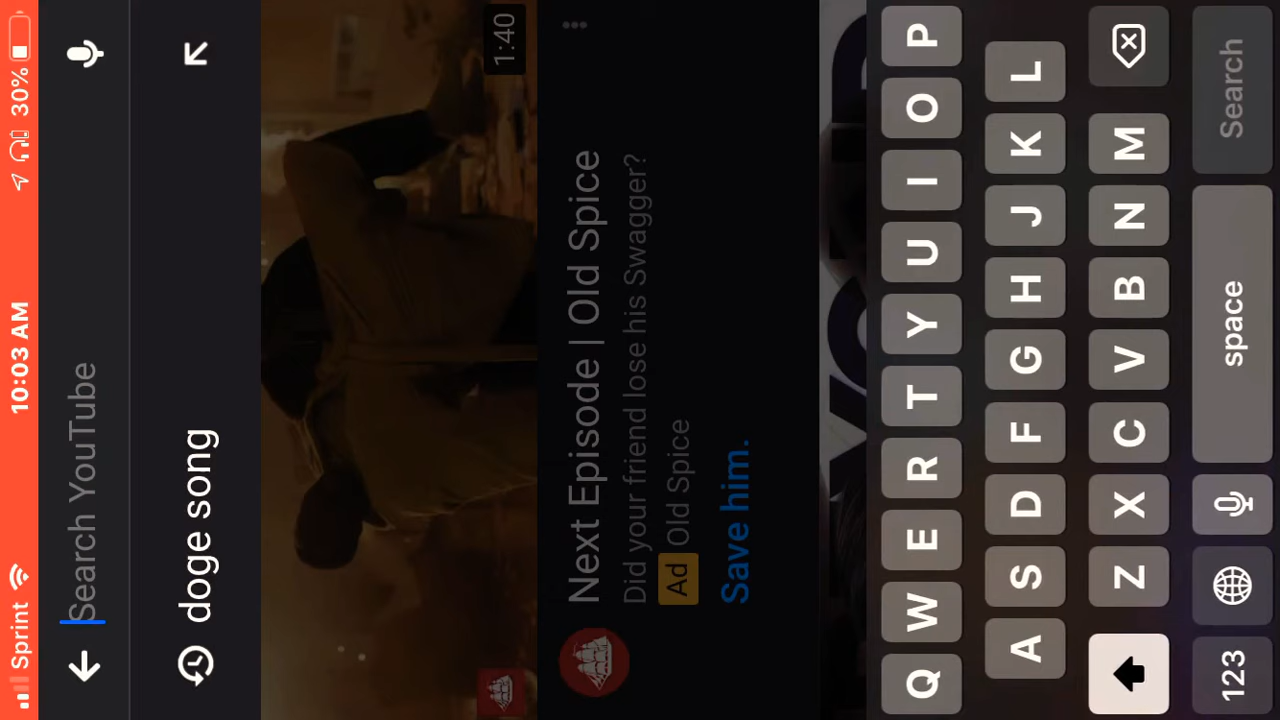 Sprint 10:03 AM 30%
Search YouTube
doge song
1:40
Next Episode | Old Spice
Did your friend lose his Swagger?
Ad Old Spice
Save him.
Q W E R T Y U I O P
A S D F G H J K L
Z X C V B N M
123 space Search